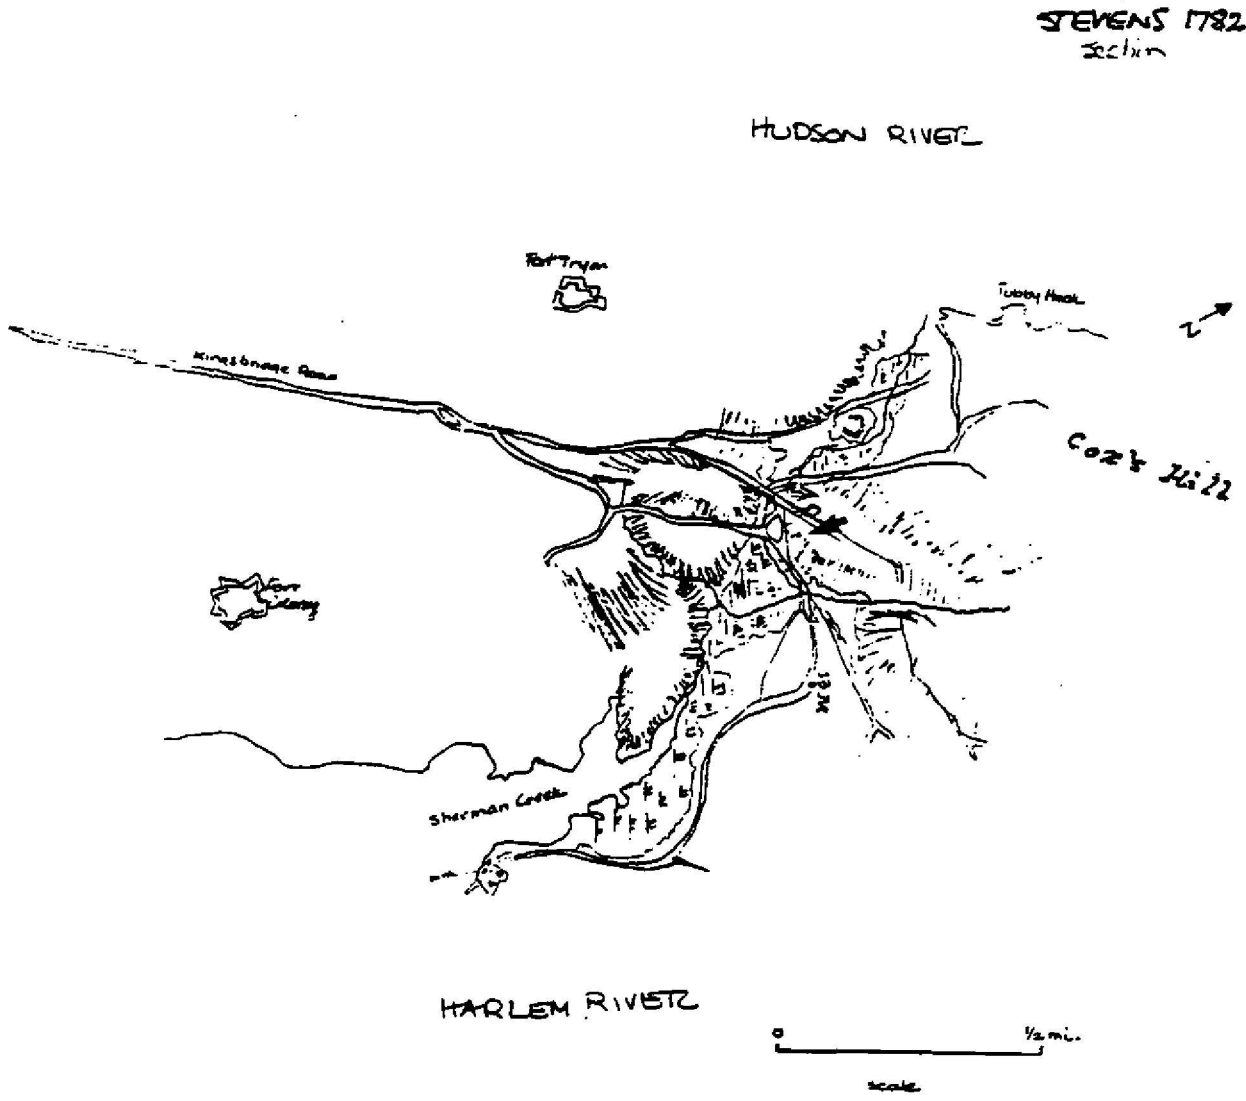 STEVENS 1782
section
HUDSON RIVER
Fort Tryon
Tubby Hook
N
Kingsbridge Road
Cox's Hill
Fort
Sherman Creek
HARLEM RIVER
0 1/2 mi.
scale